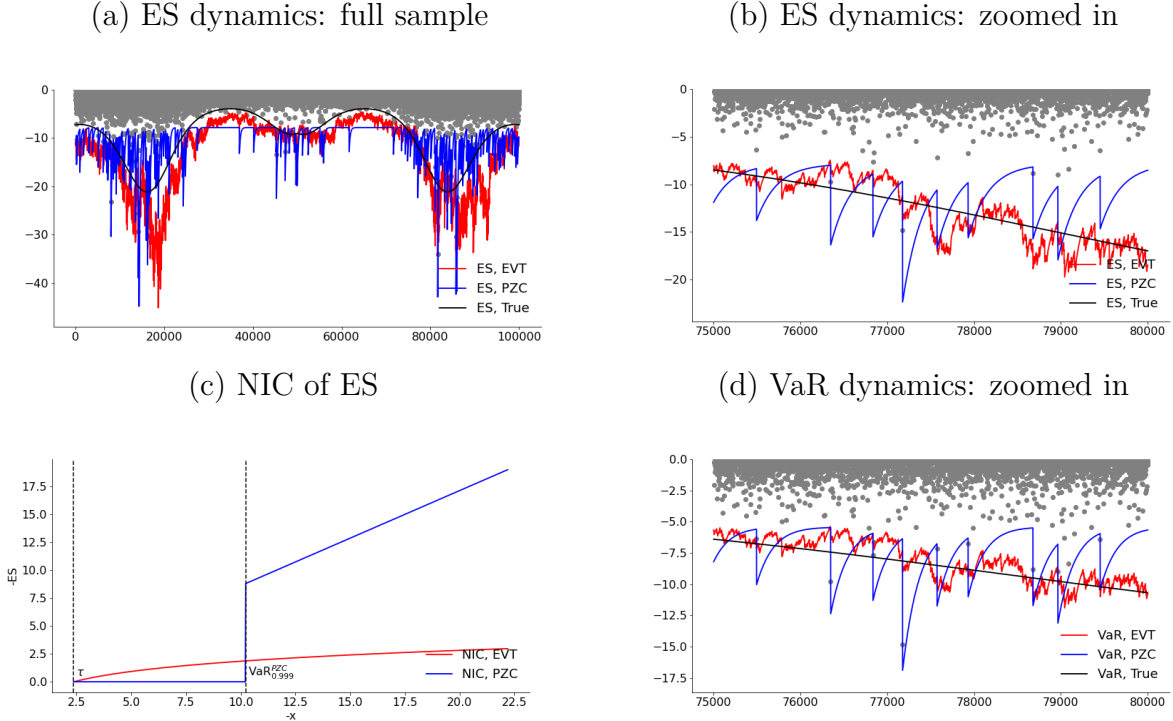 (a) ES dynamics: full sample
(b) ES dynamics: zoomed in
0
−10
−20
−30
−40
0 20000 40000 60000 80000 100000
ES, EVT
ES, PZC
ES, True
0
−5
−10
−15
−20
75000 76000 77000 78000 79000 80000
ES, EVT
ES, PZC
ES, True
(c) NIC of ES
(d) VaR dynamics: zoomed in
-ES
17.5
15.0
12.5
10.0
7.5
5.0
2.5
0.0
2.5 5.0 7.5 10.0 12.5 15.0 17.5 20.0 22.5
-x
τ
VaR^{PZC}_{0.999}
NIC, EVT
NIC, PZC
0.0
−2.5
−5.0
−7.5
−10.0
−12.5
−15.0
−17.5
75000 76000 77000 78000 79000 80000
VaR, EVT
VaR, PZC
VaR, True